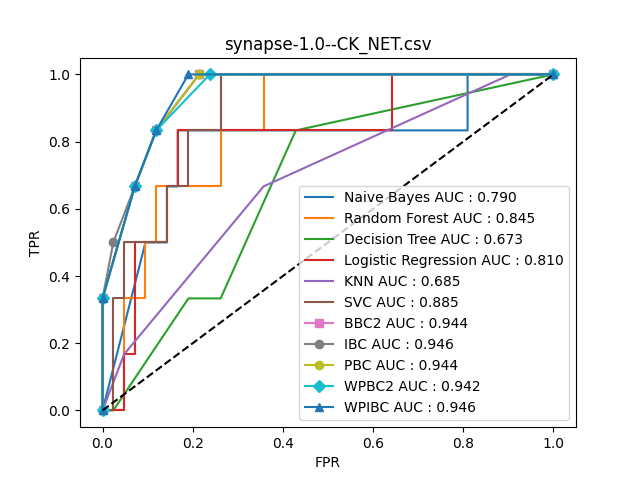 synapse-1.0--CK_NET.csv
1.0
0.8
0.6
0.4
0.2
0.0
TPR
Naive Bayes AUC : 0.790
Random Forest AUC : 0.845
Decision Tree AUC : 0.673
Logistic Regression AUC : 0.810
KNN AUC : 0.685
SVC AUC : 0.885
BBC2 AUC : 0.944
IBC AUC : 0.946
PBC AUC : 0.944
WPBC2 AUC : 0.942
WPIBC AUC : 0.946
0.0 0.2 0.4 0.6 0.8 1.0
FPR